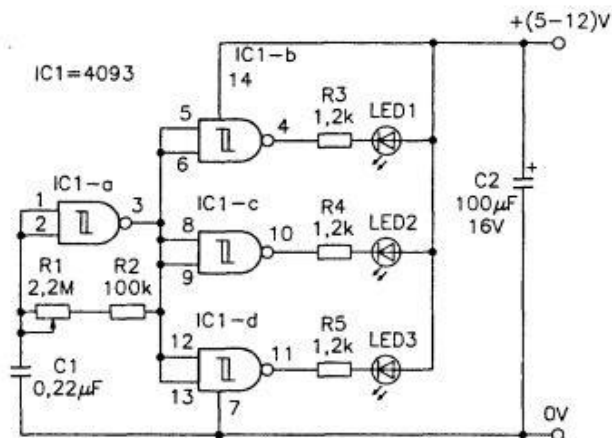 +(5-12)V
IC1-b
IC1=4093
14
R3
1,2k
LED1
5
4
6
+
C2
100µF
16V
IC1-a
1
3
2
IC1-c
R4
1,2k
LED2
8
10
9
R1
2,2M
R2
100k
IC1-d
R5
1,2k
LED3
12
11
13
7
C1
0,22µF
0V